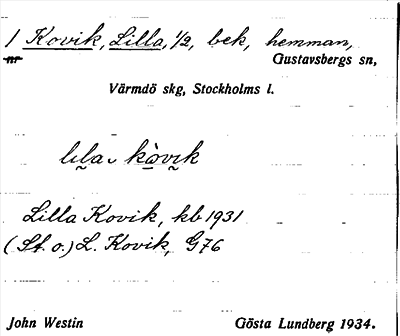 1 Kovik, Lilla, 1/2, bek, hemman,
nr Gustavsbergs sn,
Värmdö skg, Stockholms l.
lila kòvik
Lilla Kovik, kb 1931
(St. o.) L. Kovik, G76
John Westin Gösta Lundberg 1934.